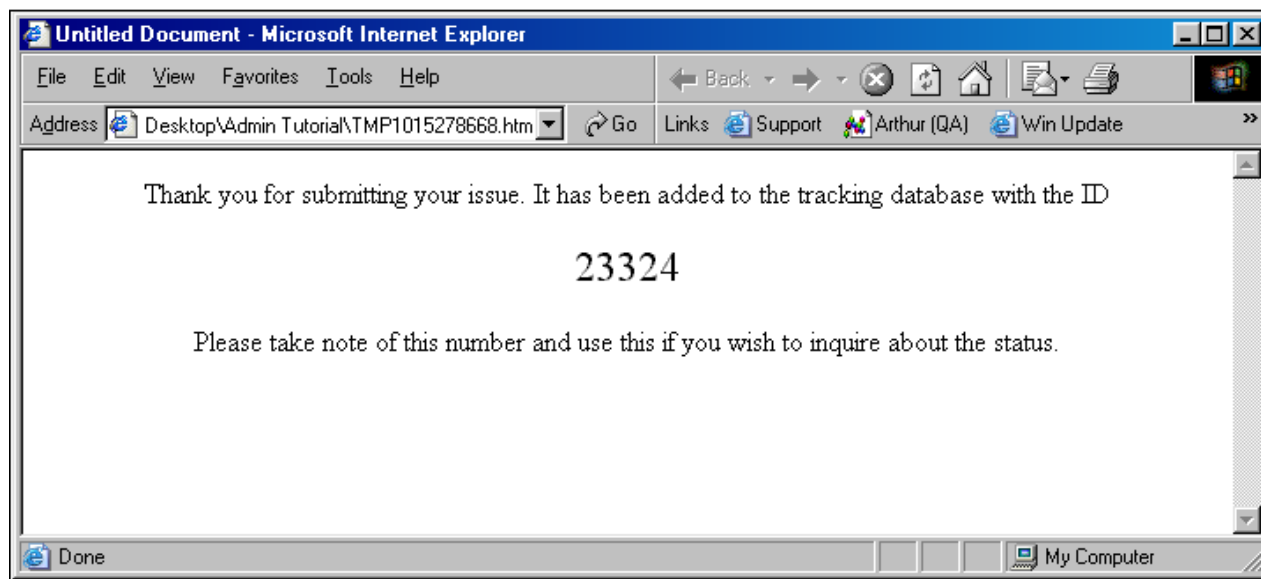 Untitled Document - Microsoft Internet Explorer
File Edit View Favorites Tools Help Back
Address Desktop\Admin Tutorial\TMP1015278668.htm Go Links Support Arthur (QA) Win Update »
Thank you for submitting your issue. It has been added to the tracking database with the ID
23324
Please take note of this number and use this if you wish to inquire about the status.
Done My Computer